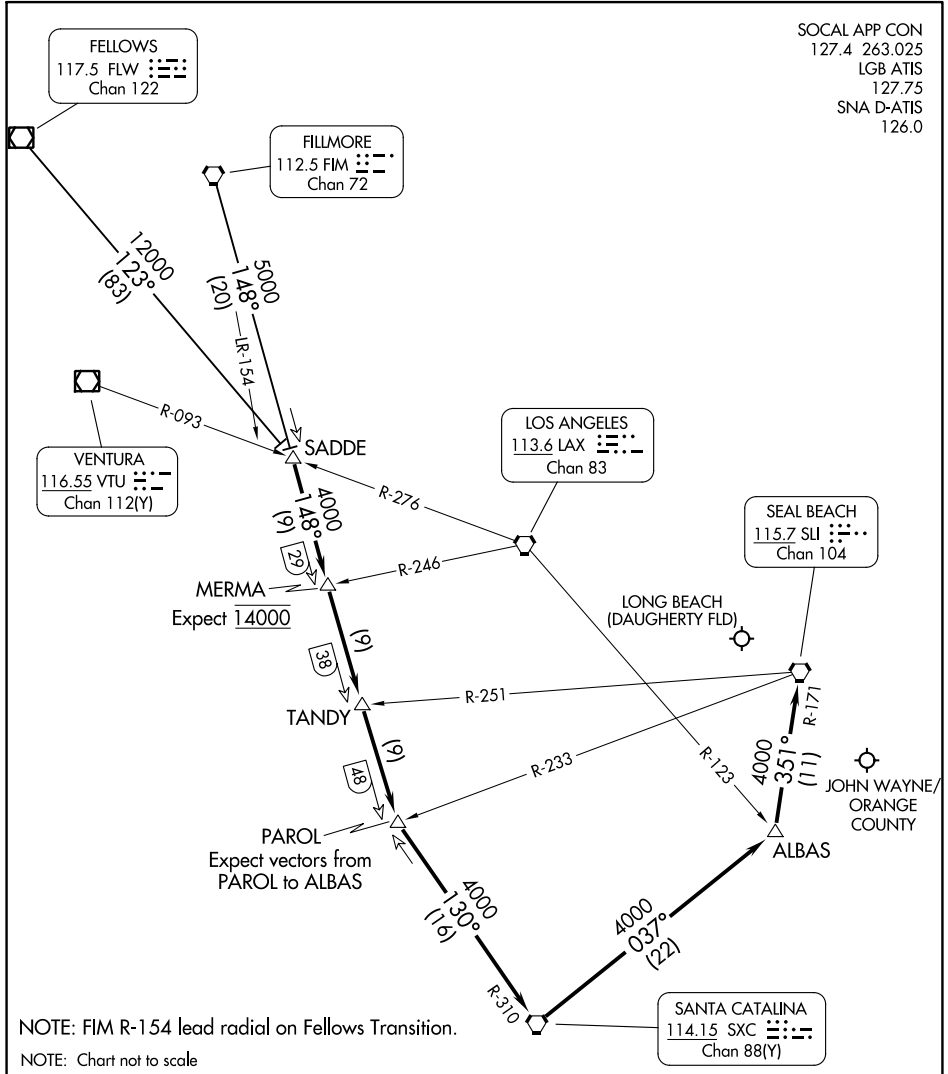 SOCAL APP CON
127.4 263.025
LGB ATIS
127.75
SNA D-ATIS
126.0
FELLOWS
117.5 FLW
Chan 122
FILLMORE
112.5 FIM
Chan 72
12000
123°
(83)
5000
148°
(20)
LR-154
R-093
VENTURA
116.55 VTU
Chan 112(Y)
SADDE
LOS ANGELES
113.6 LAX
Chan 83
R-276
4000
148°
(9)
29
R-246
MERMA
Expect 14000
SEAL BEACH
115.7 SLI
Chan 104
LONG BEACH
(DAUGHERTY FLD)
(9)
38
R-251
TANDY
R-171
(9)
48
R-233
R-123
4000
351°
(11)
JOHN WAYNE/
ORANGE
COUNTY
PAROL
Expect vectors from
PAROL to ALBAS
ALBAS
4000
130°
(16)
R-310
4000
037°
(22)
SANTA CATALINA
114.15 SXC
Chan 88(Y)
NOTE: FIM R-154 lead radial on Fellows Transition.
NOTE: Chart not to scale